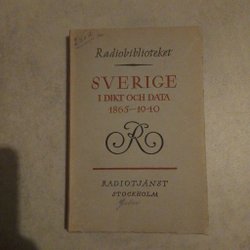 Radiobiblioteket
SVERIGE
I DIKT OCH DATA
1865—1940
R
RADIOTJÄNST
STOCKHOLM